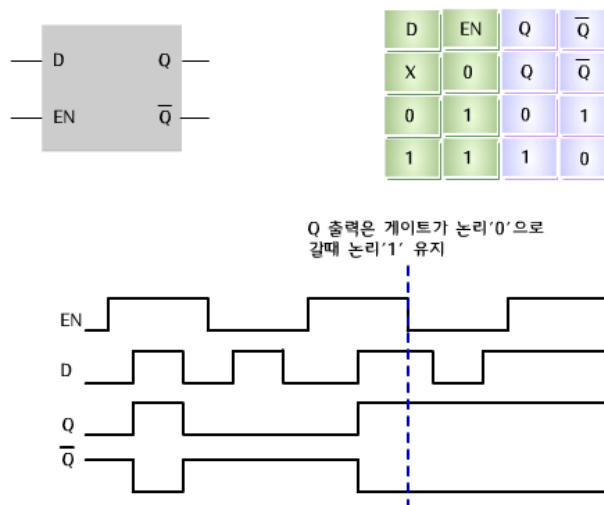 D Q
EN Q̅
D EN Q Q̅
X 0 Q Q̅
0 1 0 1
1 1 1 0
Q 출력은 게이트가 논리'0'으로
갈때 논리'1' 유지
EN
D
Q
Q̅